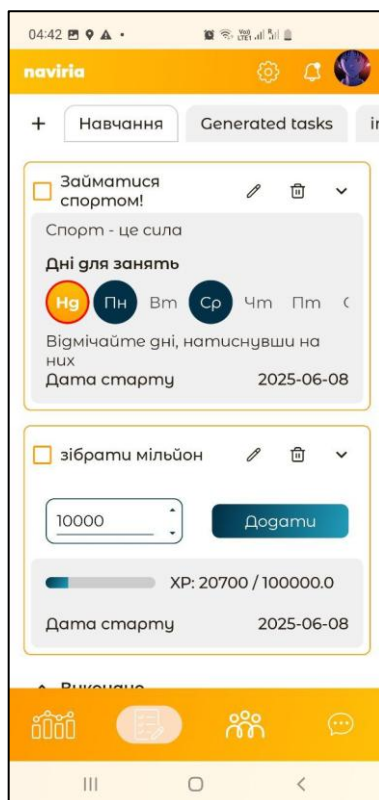 04:42
naviria
+ Навчання Generated tasks
Займатися
спортом!
Спорт - це сила
Дні для занять
Нд Пн Вт Ср Чт Пт
Відмічайте дні, натиснувши на
них
Дата старту 2025-06-08
зібрати мільйон
10000 Додати
XP: 20700 / 100000.0
Дата старту 2025-06-08
Виконано